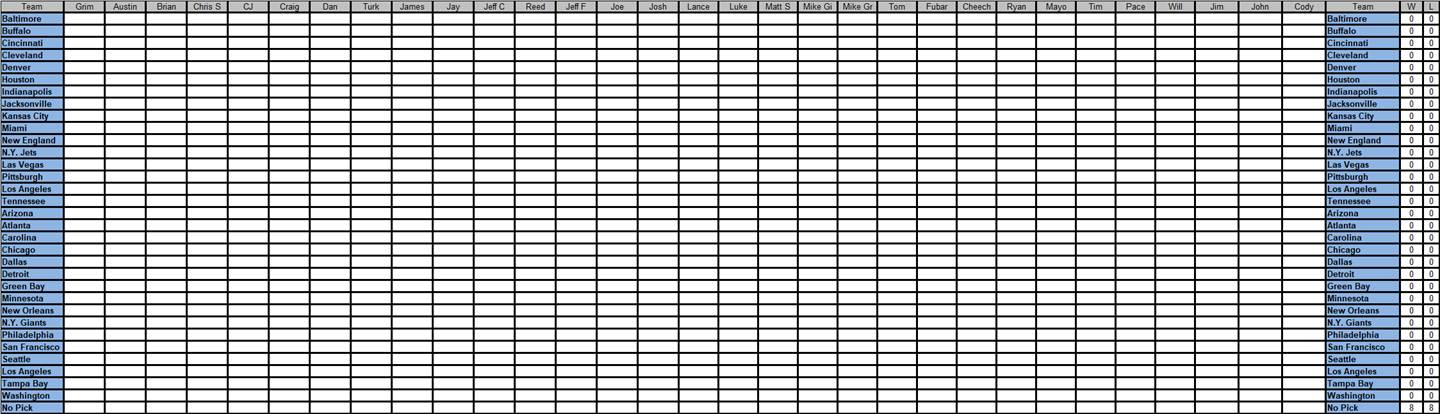 Team Grim Austin Brian Chris S CJ Craig Dan Turk James Jay Jeff C Reed Jeff F Joe Josh Lance Luke Matt S Mike Gi Mike Gr Tom Fubar Cheech Ryan Mayo Tim Pace Will Jim John Cody Team W L
Baltimore Baltimore 0 0
Buffalo Buffalo 0 0
Cincinnati Cincinnati 0 0
Cleveland Cleveland 0 0
Denver Denver 0 0
Houston Houston 0 0
Indianapolis Indianapolis 0 0
Jacksonville Jacksonville 0 0
Kansas City Kansas City 0 0
Miami Miami 0 0
New England New England 0 0
N.Y. Jets N.Y. Jets 0 0
Las Vegas Las Vegas 0 0
Pittsburgh Pittsburgh 0 0
Los Angeles Los Angeles 0 0
Tennessee Tennessee 0 0
Arizona Arizona 0 0
Atlanta Atlanta 0 0
Carolina Carolina 0 0
Chicago Chicago 0 0
Dallas Dallas 0 0
Detroit Detroit 0 0
Green Bay Green Bay 0 0
Minnesota Minnesota 0 0
New Orleans New Orleans 0 0
N.Y. Giants N.Y. Giants 0 0
Philadelphia Philadelphia 0 0
San Francisco San Francisco 0 0
Seattle Seattle 0 0
Los Angeles Los Angeles 0 0
Tampa Bay Tampa Bay 0 0
Washington Washington 0 0
No Pick No Pick 8 8